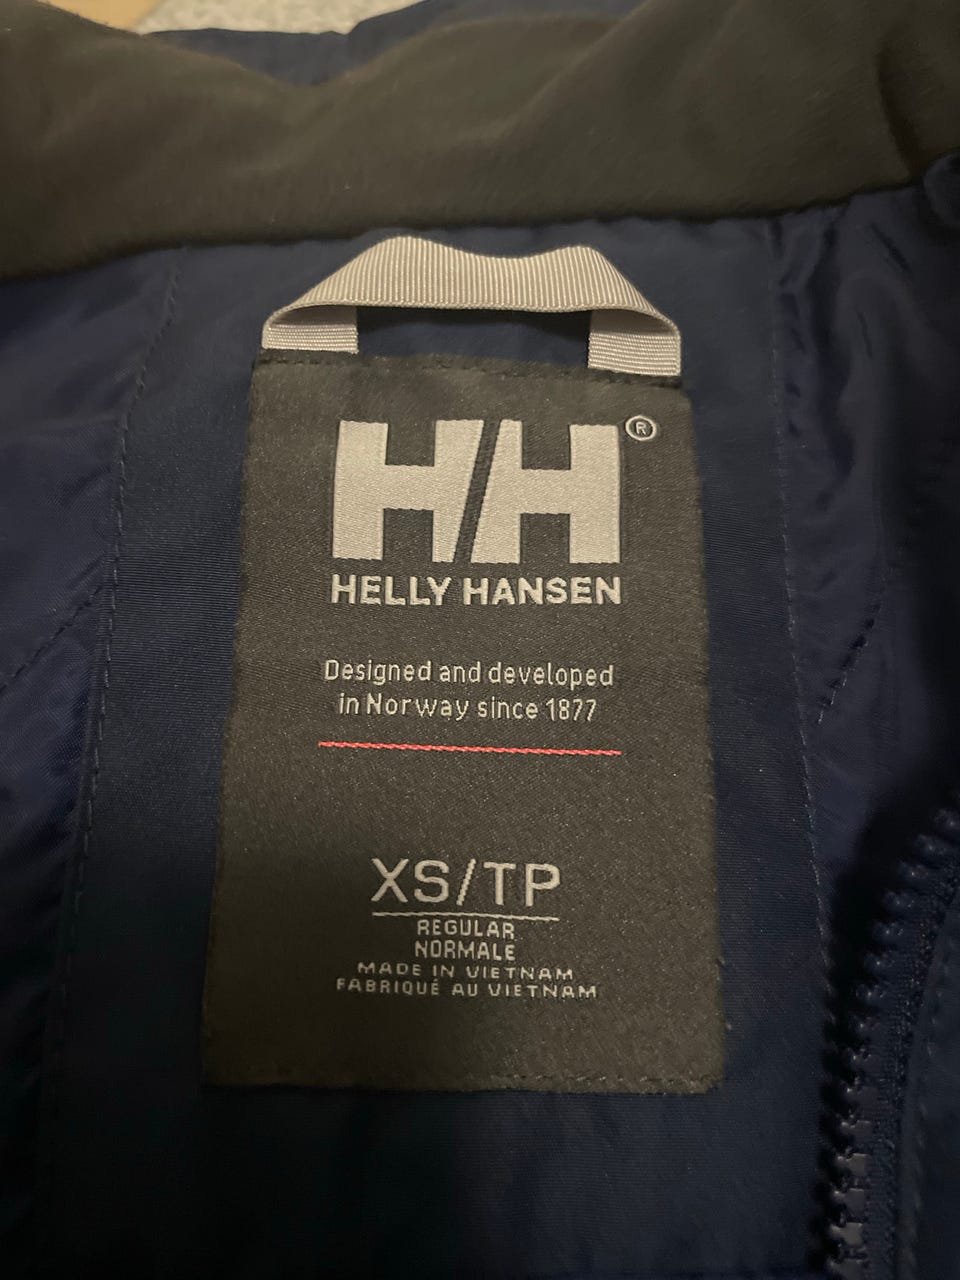 H/H®
HELLY HANSEN
Designed and developed
in Norway since 1877
XS/TP
REGULAR
NORMALE
MADE IN VIETNAM
FABRIQUÉ AU VIETNAM